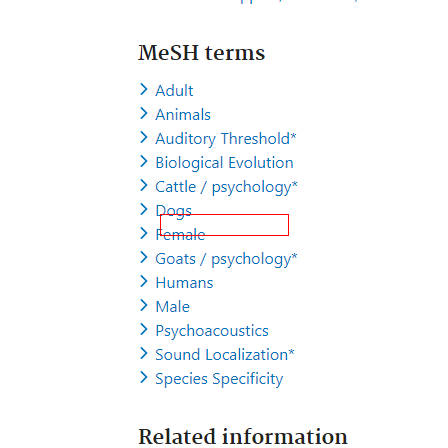 MeSH terms
Adult
Animals
Auditory Threshold*
Biological Evolution
Cattle / psychology*
Dogs
Female
Goats / psychology*
Humans
Male
Psychoacoustics
Sound Localization*
Species Specificity
Related information